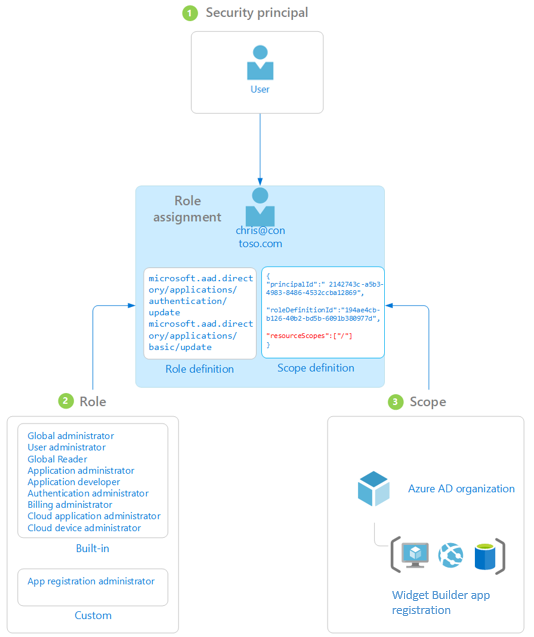 1 Security principal
User
Role
assignment
chris@con
toso.com
microsoft.aad.direct
ory/applications/
authentication/
update
microsoft.aad.direct
ory/applications/
basic/update
Role definition
{
"principalId":" 2142743c-a5b3-
4983-8486-4532ccba12869",
"roleDefinitionId":"194ae4cb-
b126-40b2-bd5b-6091b380977d",
"resourceScopes":["/"]
}
Scope definition
2 Role
Global administrator
User administrator
Global Reader
Application administrator
Application developer
Authentication administrator
Billing administrator
Cloud application administrator
Cloud device administrator
Built-in
App registration administrator
Custom
3 Scope
Azure AD organization
Widget Builder app
registration